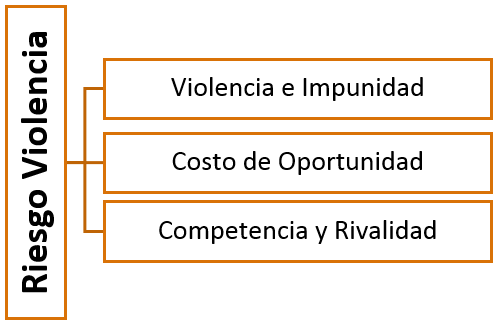 Riesgo Violencia
Violencia e Impunidad
Costo de Oportunidad
Competencia y Rivalidad